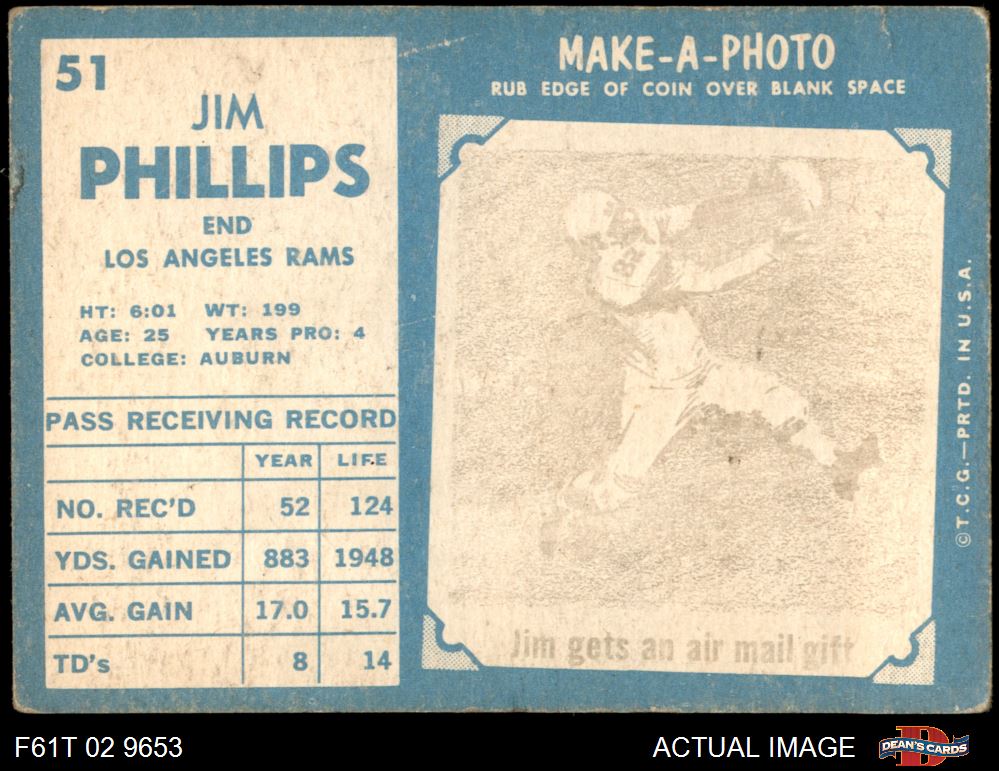 51
JIM
PHILLIPS
END
LOS ANGELES RAMS
HT: 6:01 WT: 199
AGE: 25 YEARS PRO: 4
COLLEGE: AUBURN
PASS RECEIVING RECORD
YEAR LIFE
NO. REC'D 52 124
YDS. GAINED 883 1948
AVG. GAIN 17.0 15.7
TD's 8 14
MAKE-A-PHOTO
RUB EDGE OF COIN OVER BLANK SPACE
Jim gets an air mail gift
©T.C.G.—PRTD. IN U.S.A.
F61T 02 9653
ACTUAL IMAGE
D
DEAN'S CARDS